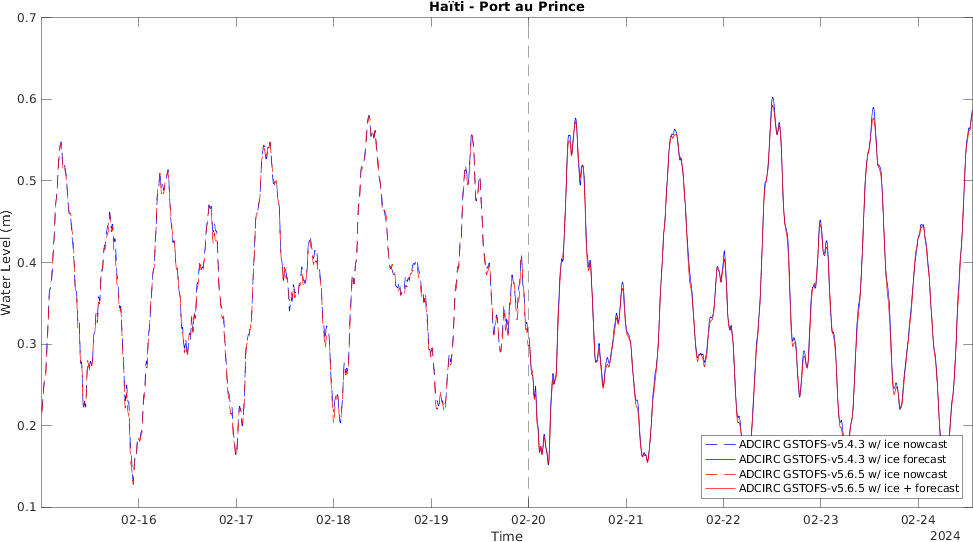 Haïti - Port au Prince
Water Level (m)
0.7
0.6
0.5
0.4
0.3
0.2
0.1
ADCIRC GSTOFS-v5.4.3 w/ ice nowcast
ADCIRC GSTOFS-v5.4.3 w/ ice forecast
ADCIRC GSTOFS-v5.6.5 w/ ice nowcast
ADCIRC GSTOFS-v5.6.5 w/ ice + forecast
02-16 02-17 02-18 02-19 02-20 02-21 02-22 02-23 02-24
Time
2024